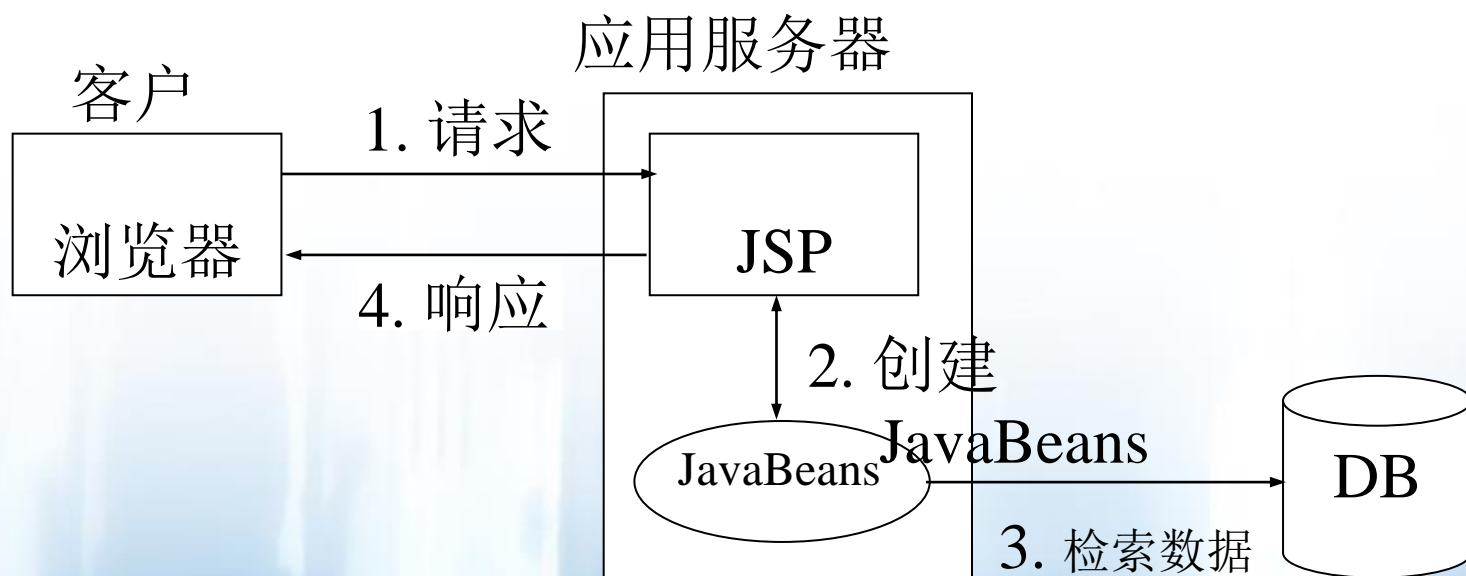 应用服务器
客户
1. 请求
浏览器
JSP
4. 响应
2. 创建
JavaBeans
JavaBeans
DB
3. 检索数据